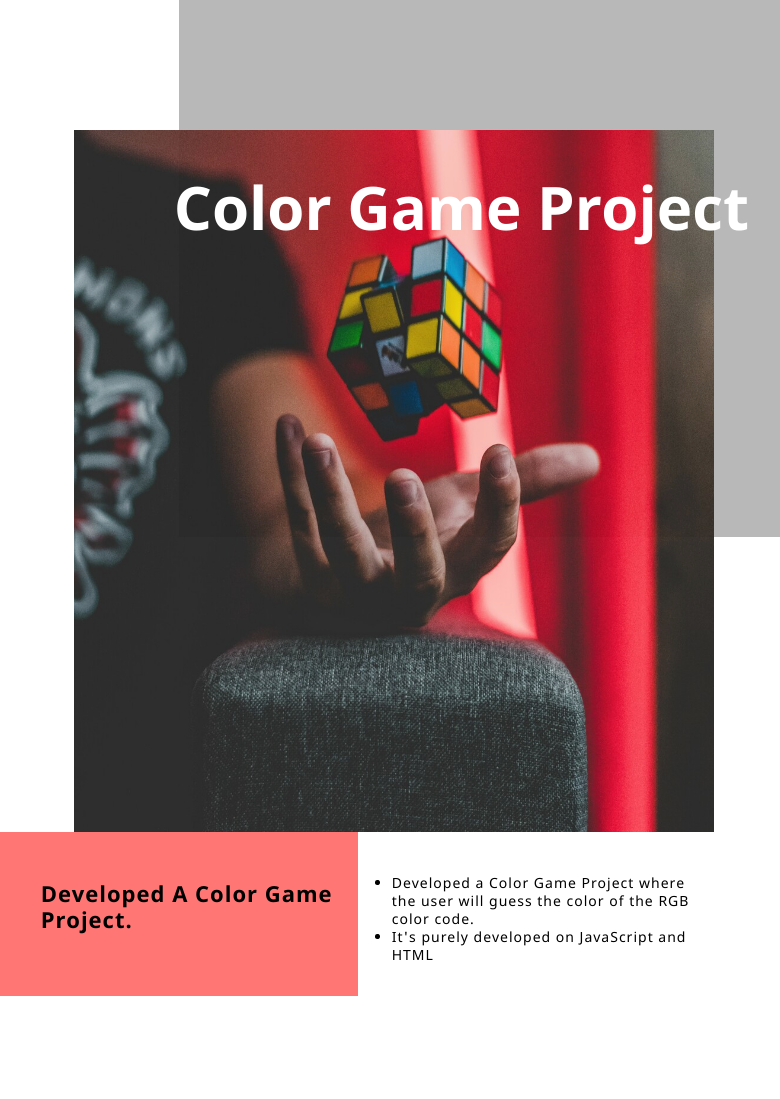 Color Game Project
MONS
Developed A Color Game
Project.
• Developed a Color Game Project where
the user will guess the color of the RGB
color code.
• It's purely developed on JavaScript and
HTML